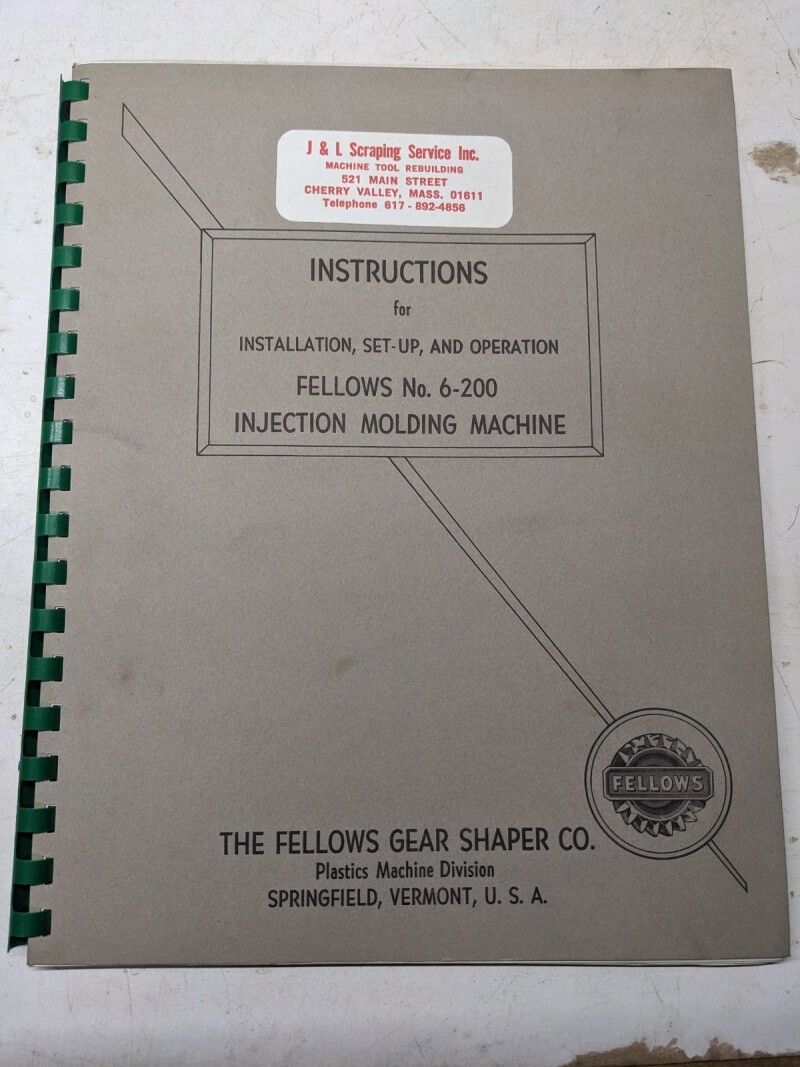 J & L Scraping Service Inc.
MACHINE TOOL REBUILDING
521 MAIN STREET
CHERRY VALLEY, MASS. 01611
Telephone 617 - 892-4856
INSTRUCTIONS
for
INSTALLATION, SET-UP, AND OPERATION
FELLOWS No. 6-200
INJECTION MOLDING MACHINE
FELLOWS
THE FELLOWS GEAR SHAPER CO.
Plastics Machine Division
SPRINGFIELD, VERMONT, U. S. A.